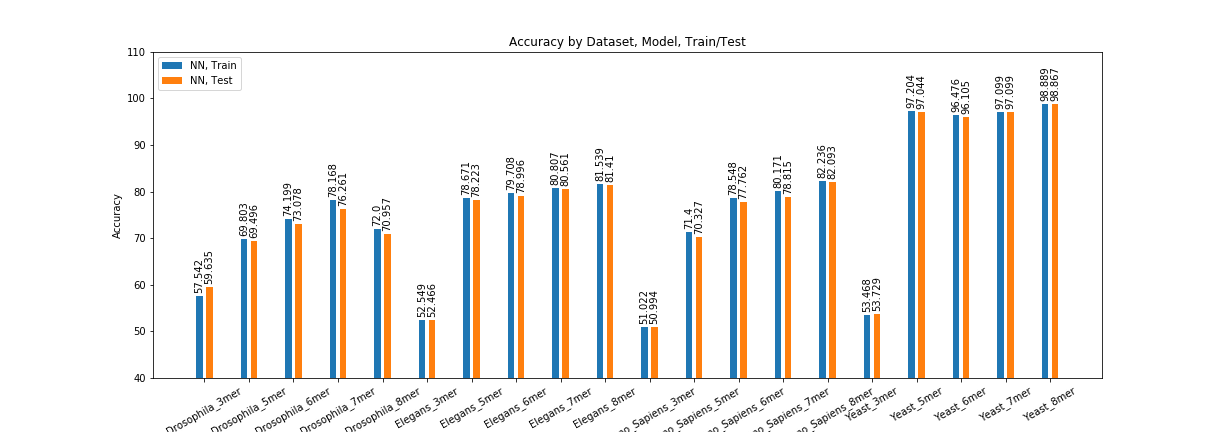 Accuracy by Dataset, Model, Train/Test
NN, Train
NN, Test
Accuracy
110
100
90
80
70
60
50
40
57.542
59.635
69.803
69.496
74.199
73.078
78.168
76.261
72.0
70.957
52.549
52.466
78.671
78.223
79.708
78.996
80.807
80.561
81.539
81.41
51.022
50.994
71.4
70.327
78.548
77.762
80.171
78.815
82.236
82.093
53.468
53.729
97.204
97.044
96.476
96.105
97.099
97.099
98.889
98.867
Drosophila_3mer
Drosophila_5mer
Drosophila_6mer
Drosophila_7mer
Drosophila_8mer
Elegans_3mer
Elegans_5mer
Elegans_6mer
Elegans_7mer
Elegans_8mer
no_Sapiens_3mer
no_Sapiens_5mer
no_Sapiens_6mer
no_Sapiens_7mer
no_Sapiens_8mer
Yeast_3mer
Yeast_5mer
Yeast_6mer
Yeast_7mer
Yeast_8mer